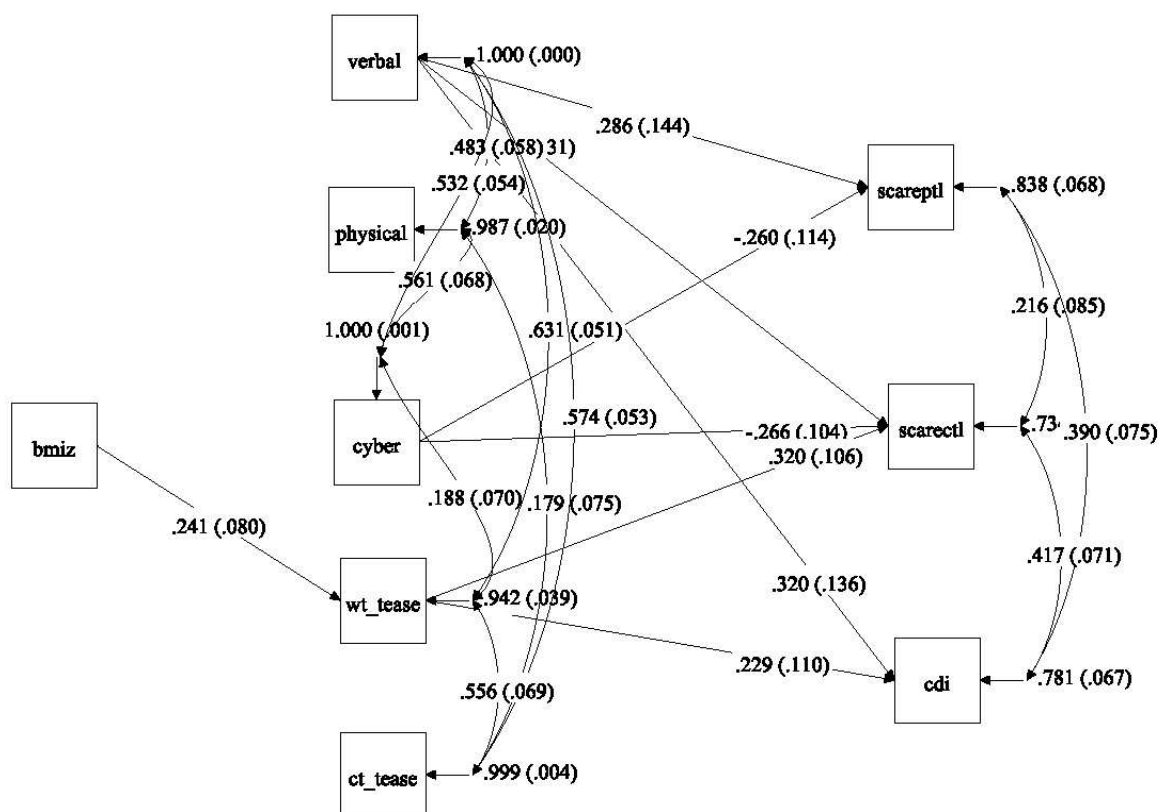 verbal
1.000 (.000)
.286 (.144)
.483 (.058) 31)
.532 (.054)
scareptl
.838 (.068)
physical
.987 (.020)
-.260 (.114)
.561 (.068)
.216 (.085)
1.000 (.001)
.631 (.051)
bmiz
cyber
.574 (.053)
-.266 (.104)
scarectl
.73
.390 (.075)
.320 (.106)
.188 (.070)
.179 (.075)
.241 (.080)
.417 (.071)
wt_tease
.942 (.039)
.320 (.136)
.229 (.110)
cdi
.781 (.067)
.556 (.069)
ct_tease
.999 (.004)